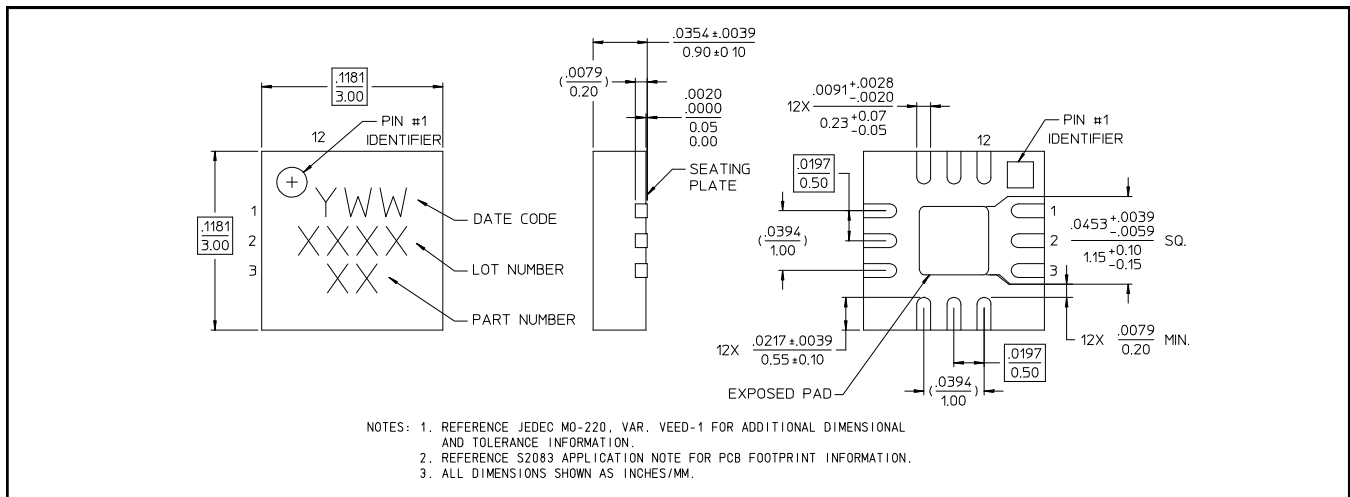 .1181
3.00
12
PIN #1
IDENTIFIER
.1181
3.00
1
2
3
Y W W
X X X X
X X
DATE CODE
LOT NUMBER
PART NUMBER
.0354±.0039
0.90±0 10
(.0079
0.20)
.0020
.0000
0.05
0.00
SEATING
PLATE
12X .0091 +.0028 -.0020
0.23 +0.07 -0.05
12
PIN #1
IDENTIFIER
.0197
0.50
(.0394
1.00)
1
2
3
.0453 +.0039 -.0059
1.15 +0.10 -0.15
SQ.
12X .0217±.0039
0.55±0.10
12X .0079
0.20 MIN.
.0197
0.50
(.0394
1.00)
EXPOSED PAD
NOTES: 1. REFERENCE JEDEC MO-220, VAR. VEED-1 FOR ADDITIONAL DIMENSIONAL
AND TOLERANCE INFORMATION.
2. REFERENCE S2083 APPLICATION NOTE FOR PCB FOOTPRINT INFORMATION.
3. ALL DIMENSIONS SHOWN AS INCHES/MM.